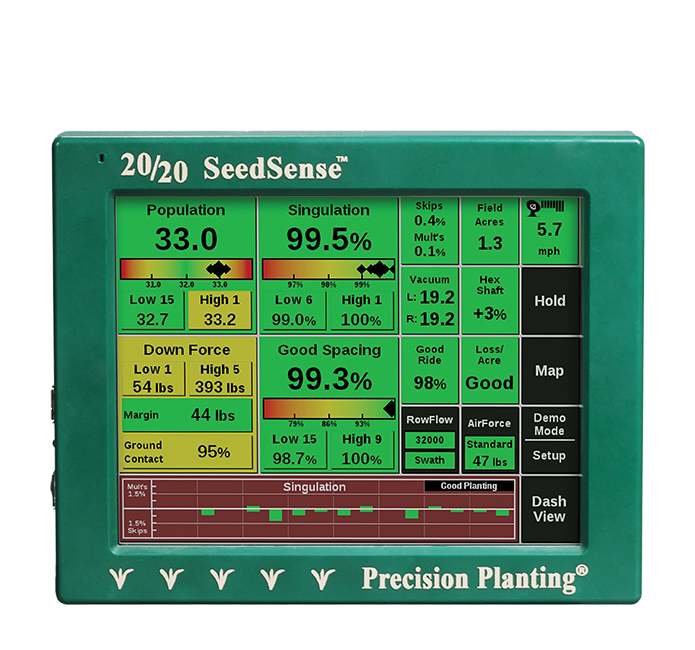 20/20 SeedSense™
Population
33.0
31.0 32.0 33.0
Low 15 High 1
32.7 33.2
Singulation
99.5%
97% 98% 99%
Low 6 High 1
99.0% 100%
Skips
0.4%
Mult's
0.1%
Field
Acres
1.3
5.7
mph
Vacuum
L: 19.2
R: 19.2
Hex
Shaft
+3%
Hold
Down Force
Low 1 High 5
54 lbs 393 lbs
Margin 44 lbs
Ground
Contact 95%
Good Spacing
99.3%
79% 86% 93%
Low 15 High 9
98.7% 100%
Good
Ride
98%
Loss/
Acre
Good
Map
RowFlow
32000
Swath
AirForce
Standard
47 lbs
Demo
Mode
Setup
Mult's
1.5%
Singulation
Good Planting
1.5%
Skips
Dash
View
Precision Planting®